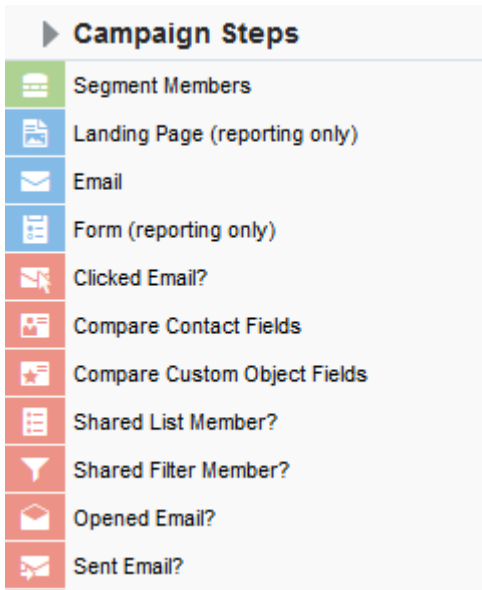 Campaign Steps
Segment Members
Landing Page (reporting only)
Email
Form (reporting only)
Clicked Email?
Compare Contact Fields
Compare Custom Object Fields
Shared List Member?
Shared Filter Member?
Opened Email?
Sent Email?